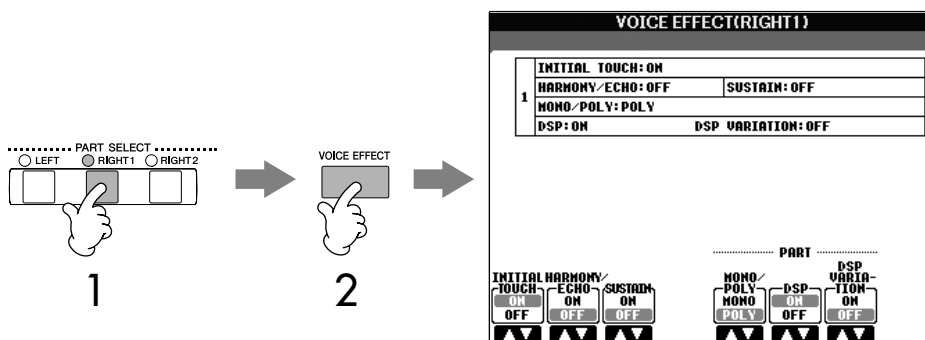 PART SELECT
LEFT RIGHT1 RIGHT2
1
VOICE EFFECT
2
VOICE EFFECT(RIGHT1)
1
INITIAL TOUCH:ON
HARMONY/ECHO:OFF SUSTAIN:OFF
MONO/POLY:POLY
DSP:ON DSP VARIATION:OFF
PART
INITIAL TOUCH
ON
OFF
HARMONY/ECHO
ON
OFF
SUSTAIN
ON
OFF
MONO/POLY
MONO
POLY
DSP
ON
OFF
DSP VARIA-
TION
ON
OFF